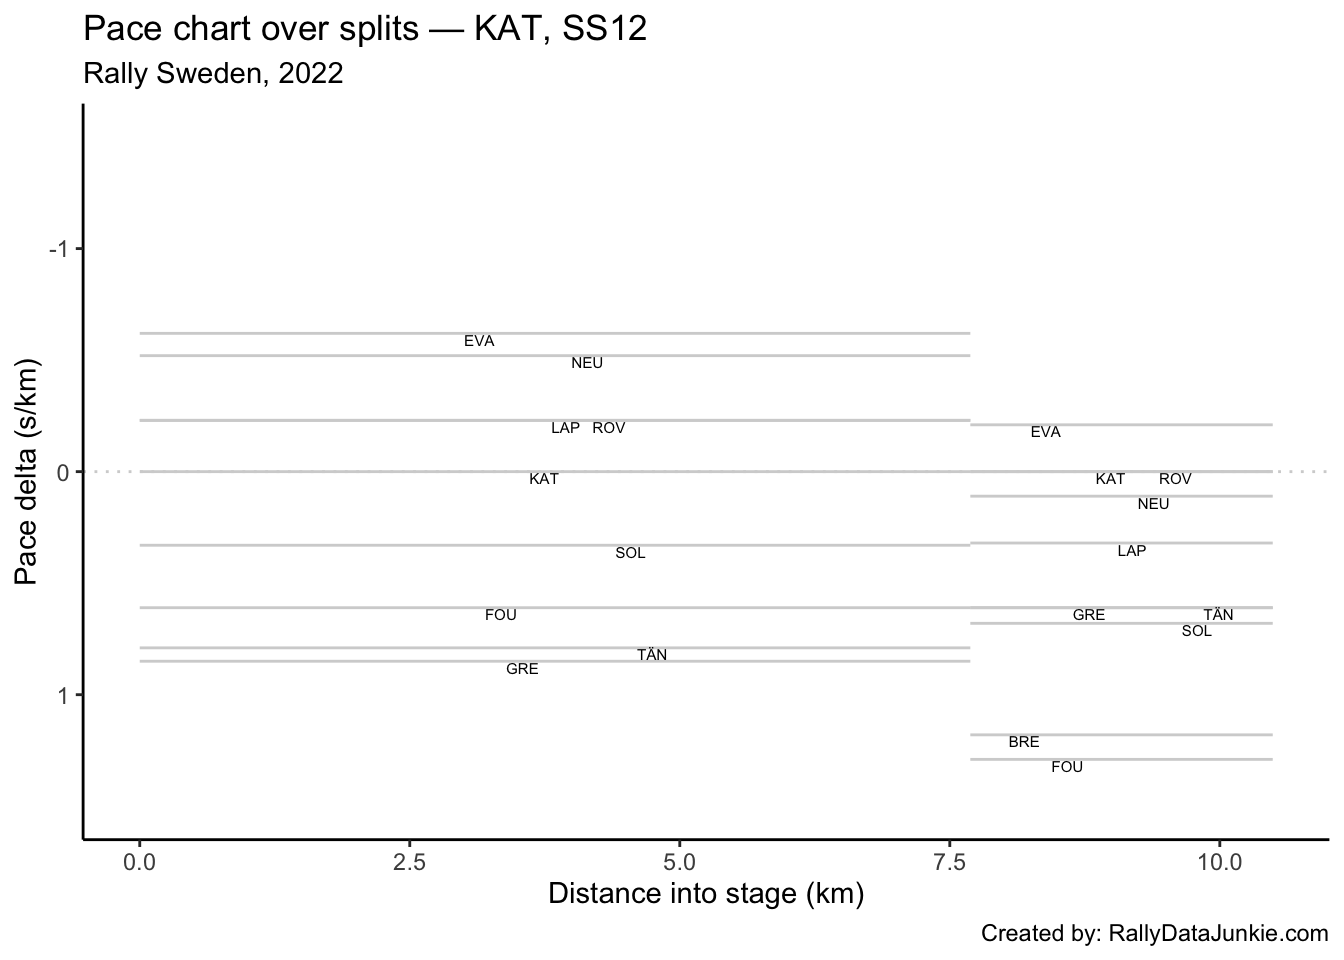 Pace chart over splits — KAT, SS12
Rally Sweden, 2022
Pace delta (s/km)
-1
0
1
EVA
NEU
LAP ROV
KAT
SOL
FOU
TÄN
GRE
EVA
KAT ROV
NEU
LAP
GRE TÄN
SOL
BRE
FOU
0.0 2.5 5.0 7.5 10.0
Distance into stage (km)
Created by: RallyDataJunkie.com